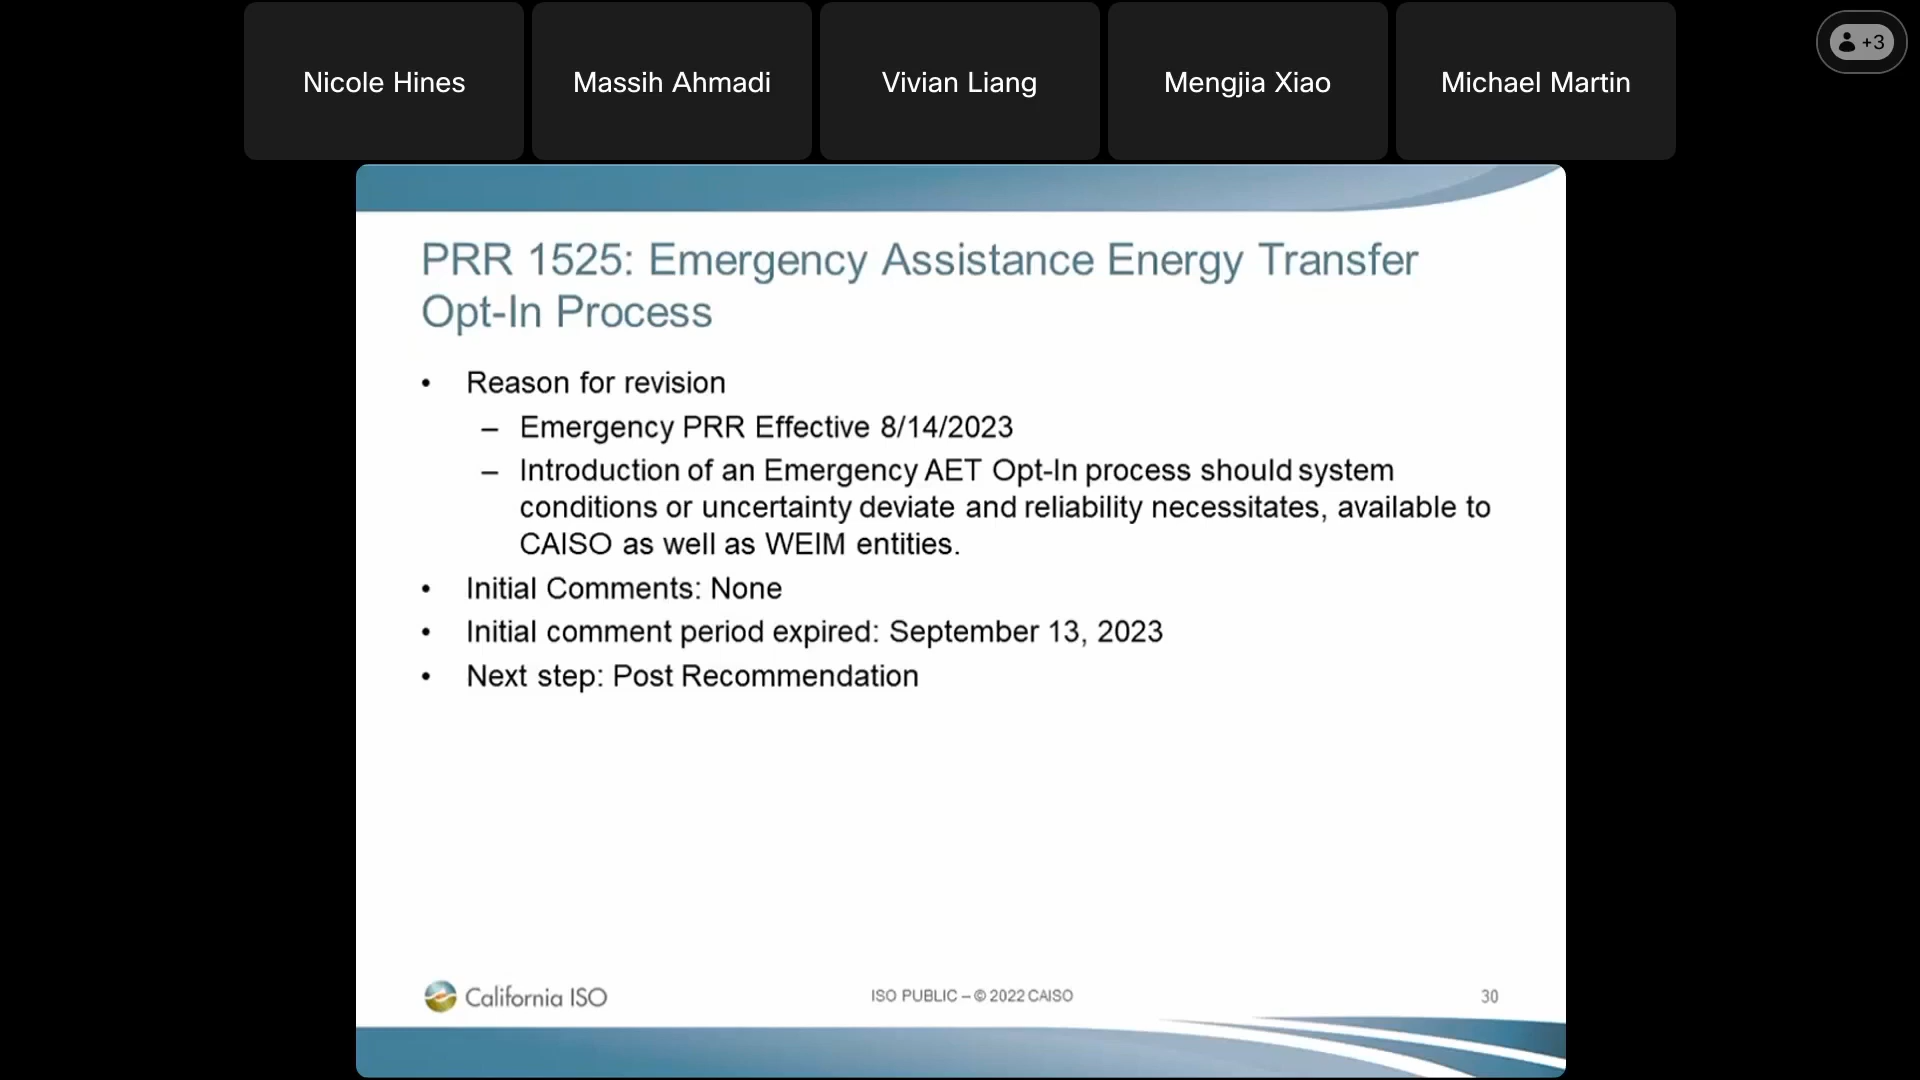 Nicole Hines
Massih Ahmadi
Vivian Liang
Mengjia Xiao
Michael Martin
+3
PRR 1525: Emergency Assistance Energy Transfer
Opt-In Process
• Reason for revision
– Emergency PRR Effective 8/14/2023
– Introduction of an Emergency AET Opt-In process should system
conditions or uncertainty deviate and reliability necessitates, available to
CAISO as well as WEIM entities.
• Initial Comments: None
• Initial comment period expired: September 13, 2023
• Next step: Post Recommendation
California ISO
ISO PUBLIC – © 2022 CAISO
30